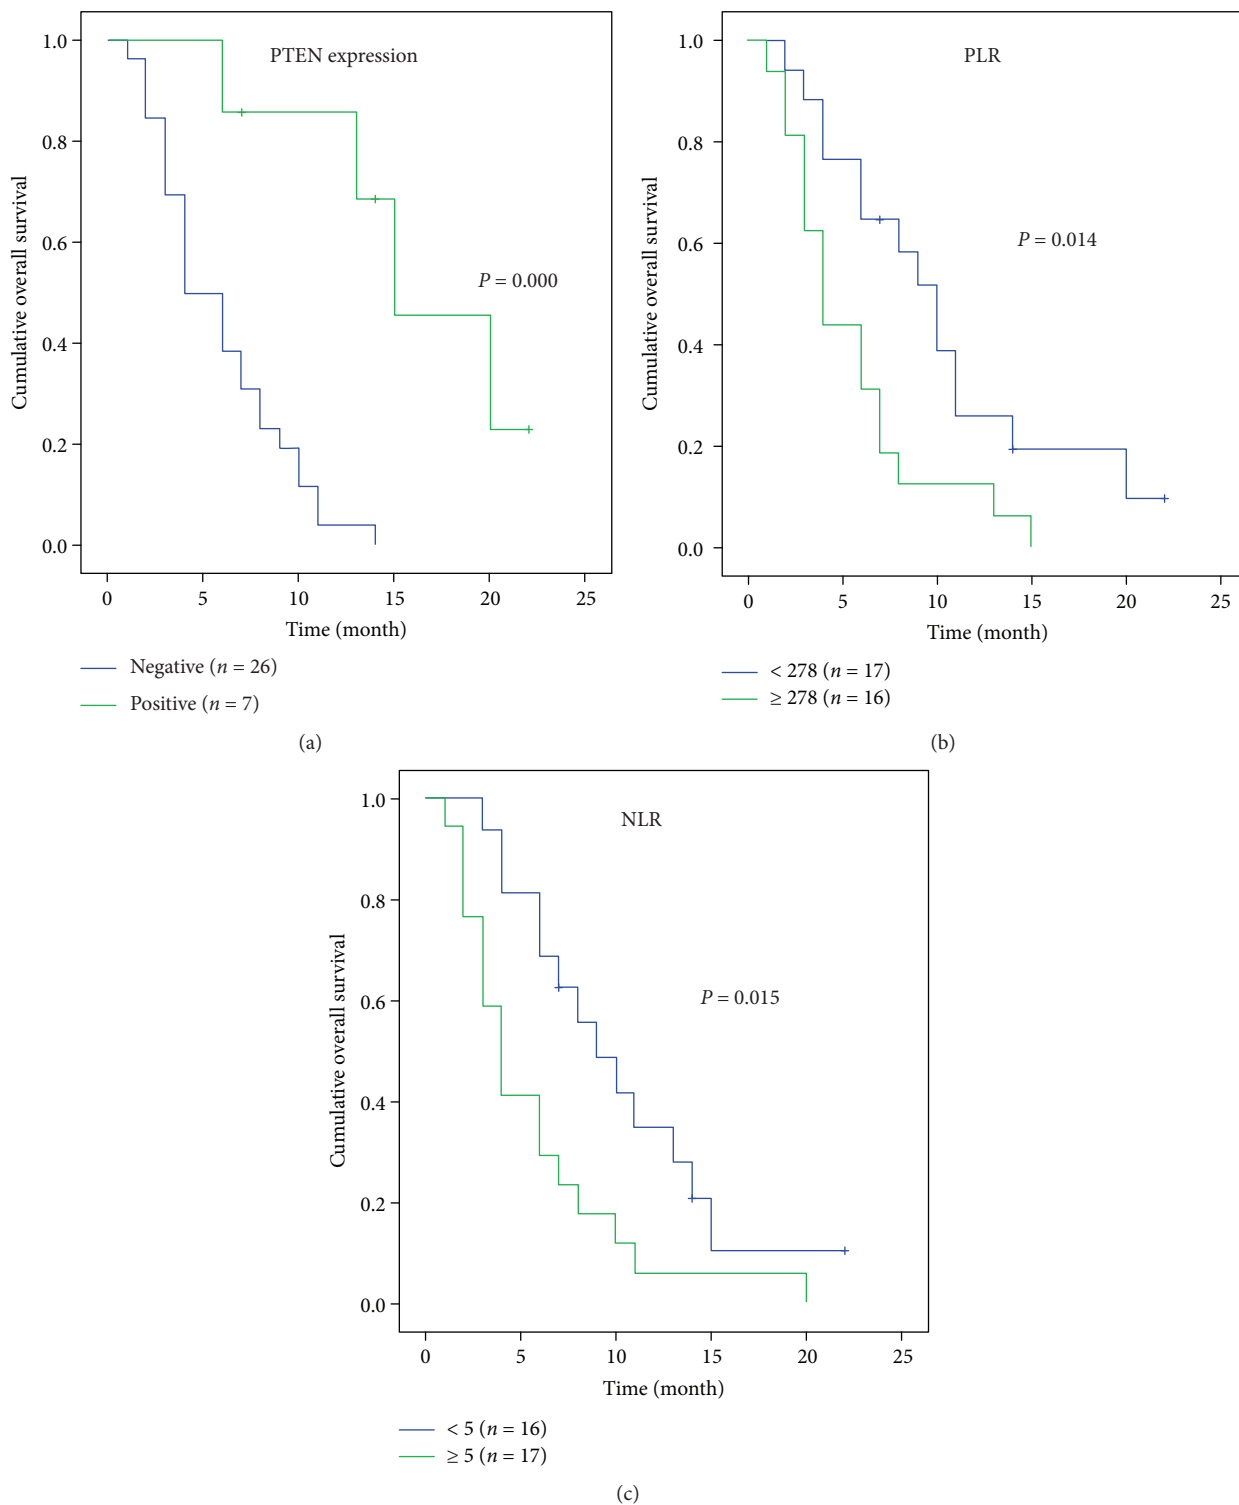 PTEN expression
P = 0.000
Cumulative overall survival
1.0
0.8
0.6
0.4
0.2
0.0
0 5 10 15 20 25
Time (month)
Negative (n = 26)
Positive (n = 7)
(a)
PLR
P = 0.014
Cumulative overall survival
1.0
0.8
0.6
0.4
0.2
0.0
0 5 10 15 20 25
Time (month)
< 278 (n = 17)
≥ 278 (n = 16)
(b)
NLR
P = 0.015
Cumulative overall survival
1.0
0.8
0.6
0.4
0.2
0.0
0 5 10 15 20 25
Time (month)
< 5 (n = 16)
≥ 5 (n = 17)
(c)